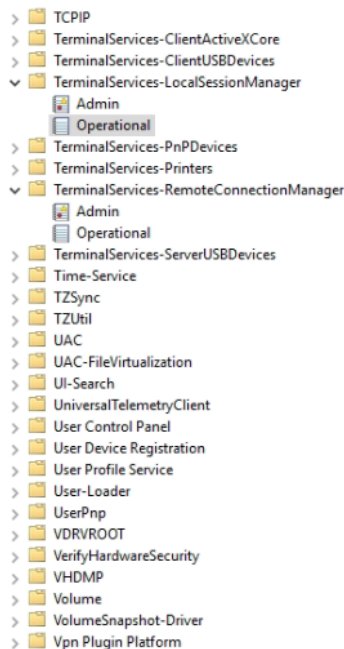 TCPIP
TerminalServices-ClientActiveXCore
TerminalServices-ClientUSBDevices
TerminalServices-LocalSessionManager
Admin
Operational
TerminalServices-PnPDevices
TerminalServices-Printers
TerminalServices-RemoteConnectionManager
Admin
Operational
TerminalServices-ServerUSBDevices
Time-Service
TZSync
TZUtil
UAC
UAC-FileVirtualization
UI-Search
UniversalTelemetryClient
User Control Panel
User Device Registration
User Profile Service
User-Loader
UserPnp
VDRVROOT
VerifyHardwareSecurity
VHDMP
Volume
VolumeSnapshot-Driver
Vpn Plugin Platform